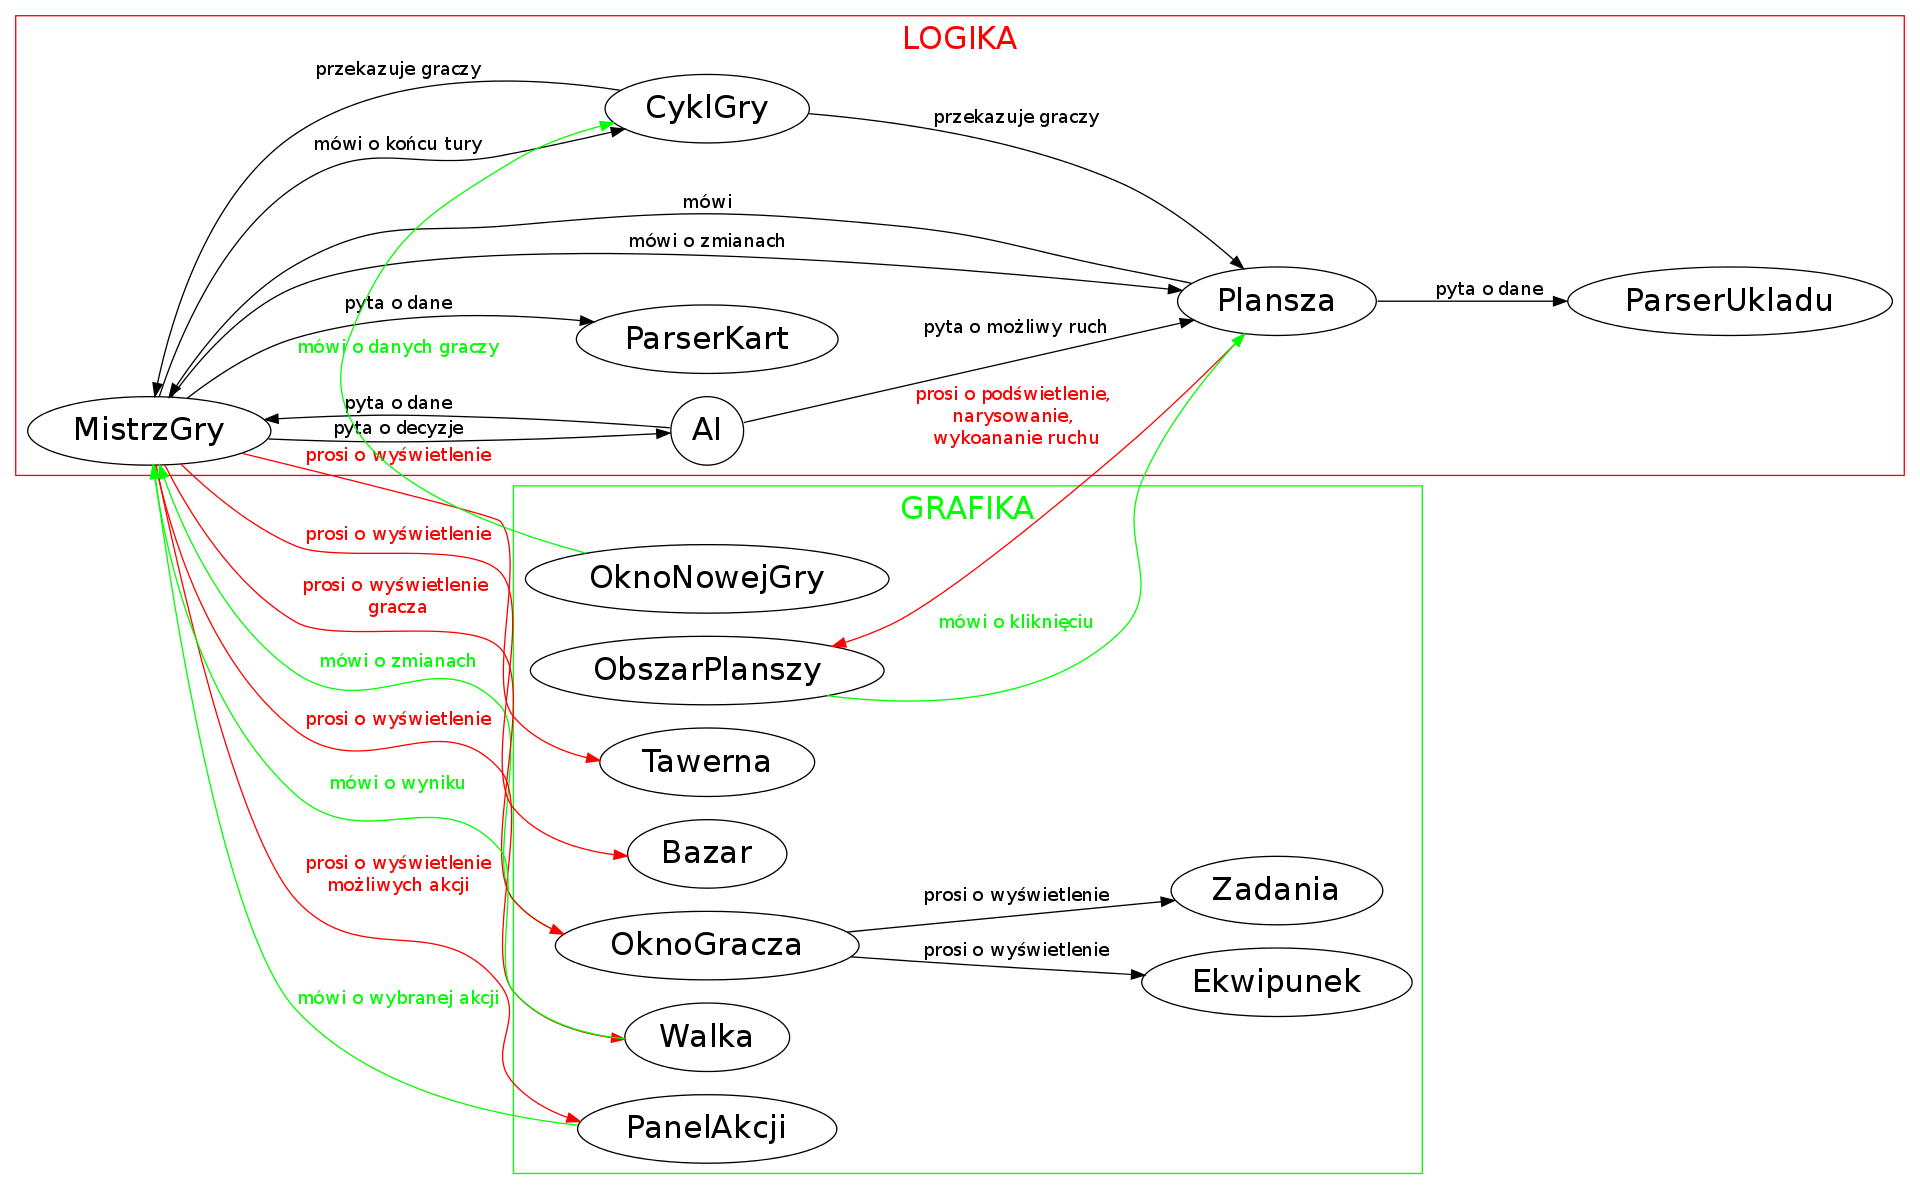 LOGIKA
przekazuje graczy
CyklGry
przekazuje graczy
mówi o końcu tury
mówi
mówi o zmianach
pyta o dane
Plansza
pyta o dane
ParserUkladu
ParserKart
pyta o możliwy ruch
mówi o danych graczy
prosi o podświetlenie,
narysowanie,
wykoananie ruchu
pyta o dane
MistrzGry
pyta o decyzje
AI
prosi o wyświetlenie
GRAFIKA
prosi o wyświetlenie
OknoNowejGry
prosi o wyświetlenie
gracza
mówi o kliknięciu
mówi o zmianach
ObszarPlanszy
prosi o wyświetlenie
Tawerna
mówi o wyniku
Bazar
prosi o wyświetlenie
możliwych akcji
prosi o wyświetlenie
Zadania
OknoGracza
prosi o wyświetlenie
Ekwipunek
mówi o wybranej akcji
Walka
PanelAkcji